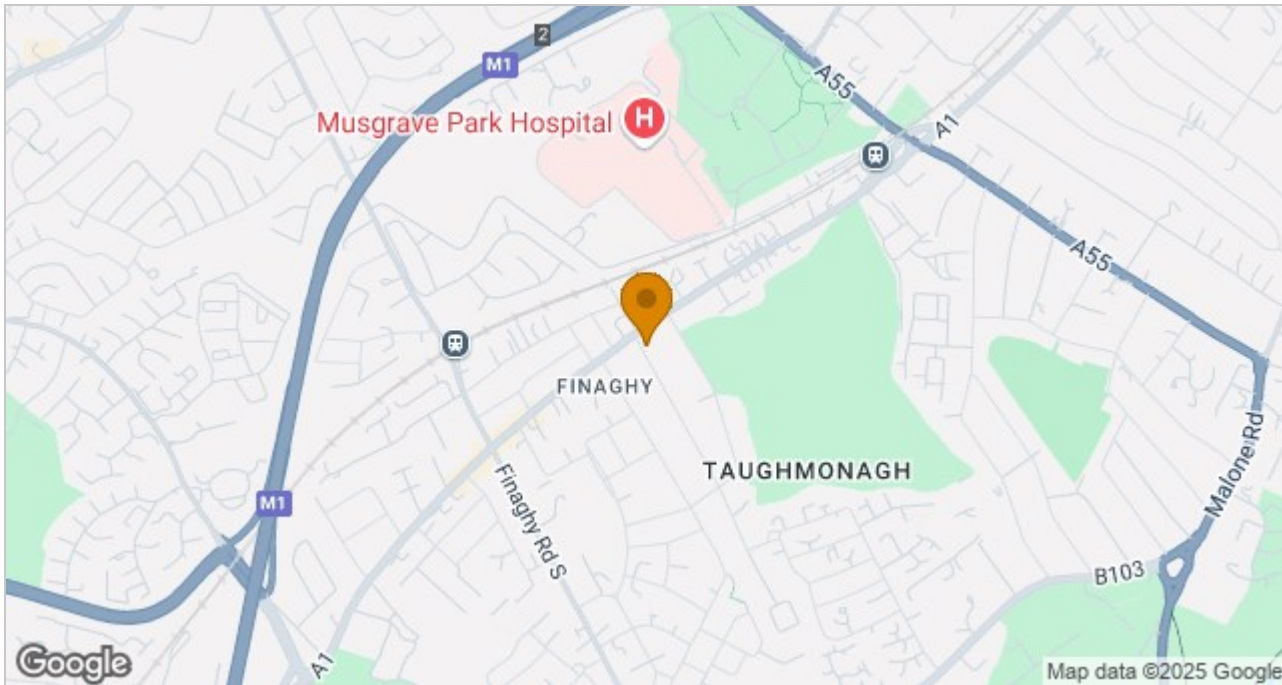 2
M1
A55
A1
Musgrave Park Hospital
H
A55
FINAGHY
TAUGHMONAGH
Malone Rd
Finaghy Rd S
M1
B103
A1
Google
Map data ©2025 Google